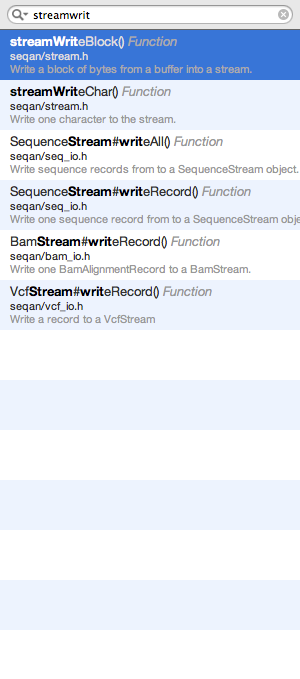 streamwrit
streamWriteBlock() Function
seqan/stream.h
Write a block of bytes from a buffer into a stream.
streamWriteChar() Function
seqan/stream.h
Write one character to the stream.
SequenceStream#writeAll() Function
seqan/seq_io.h
Write sequence records from to a SequenceStream object.
SequenceStream#writeRecord() Function
seqan/seq_io.h
Write one sequence record from to a SequenceStream obje
BamStream#writeRecord() Function
seqan/bam_io.h
Write one BamAlignmentRecord to a BamStream.
VcfStream#writeRecord() Function
seqan/vcf_io.h
Write a record to a VcfStream